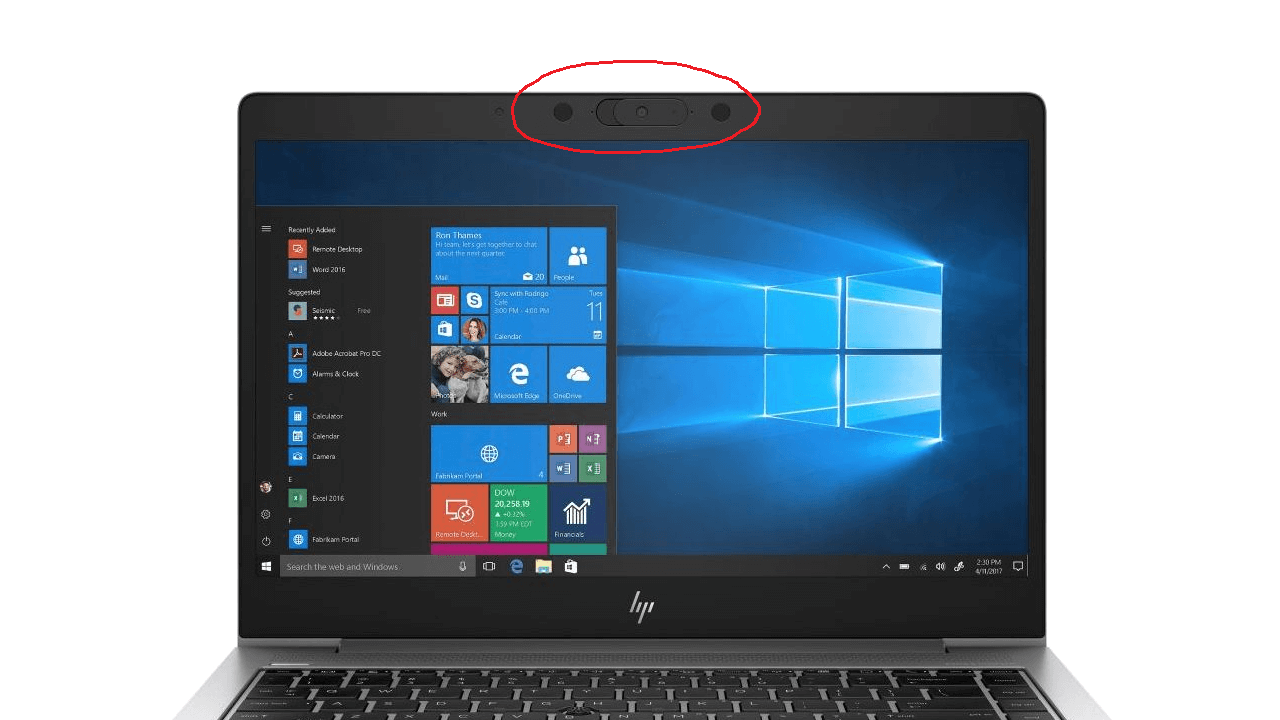 Recently Added
Remote Desktop
Word 2016
Suggested
Seismic
Free
A
Adobe Acrobat Pro DC
Alarms & Clock
C
Calculator
Calendar
Camera
E
Excel 2016
F
Fabrikam Portal
Ron Thames
Hi team, let's get together to chat
about the next quarter.
Mail
20
People
Sync with Rodrigo
Café
3:00 PM - 4:00 PM
Tues
11
Calendar
Photos
Microsoft Edge
OneDrive
Work
Fabrikam Portal
4
Remote Deskt...
DOW
20,258.19
▲ +0.32%
1:59 PM EDT
Money
Financials
Search the web and Windows
2:30 PM
4/11/2017
hp